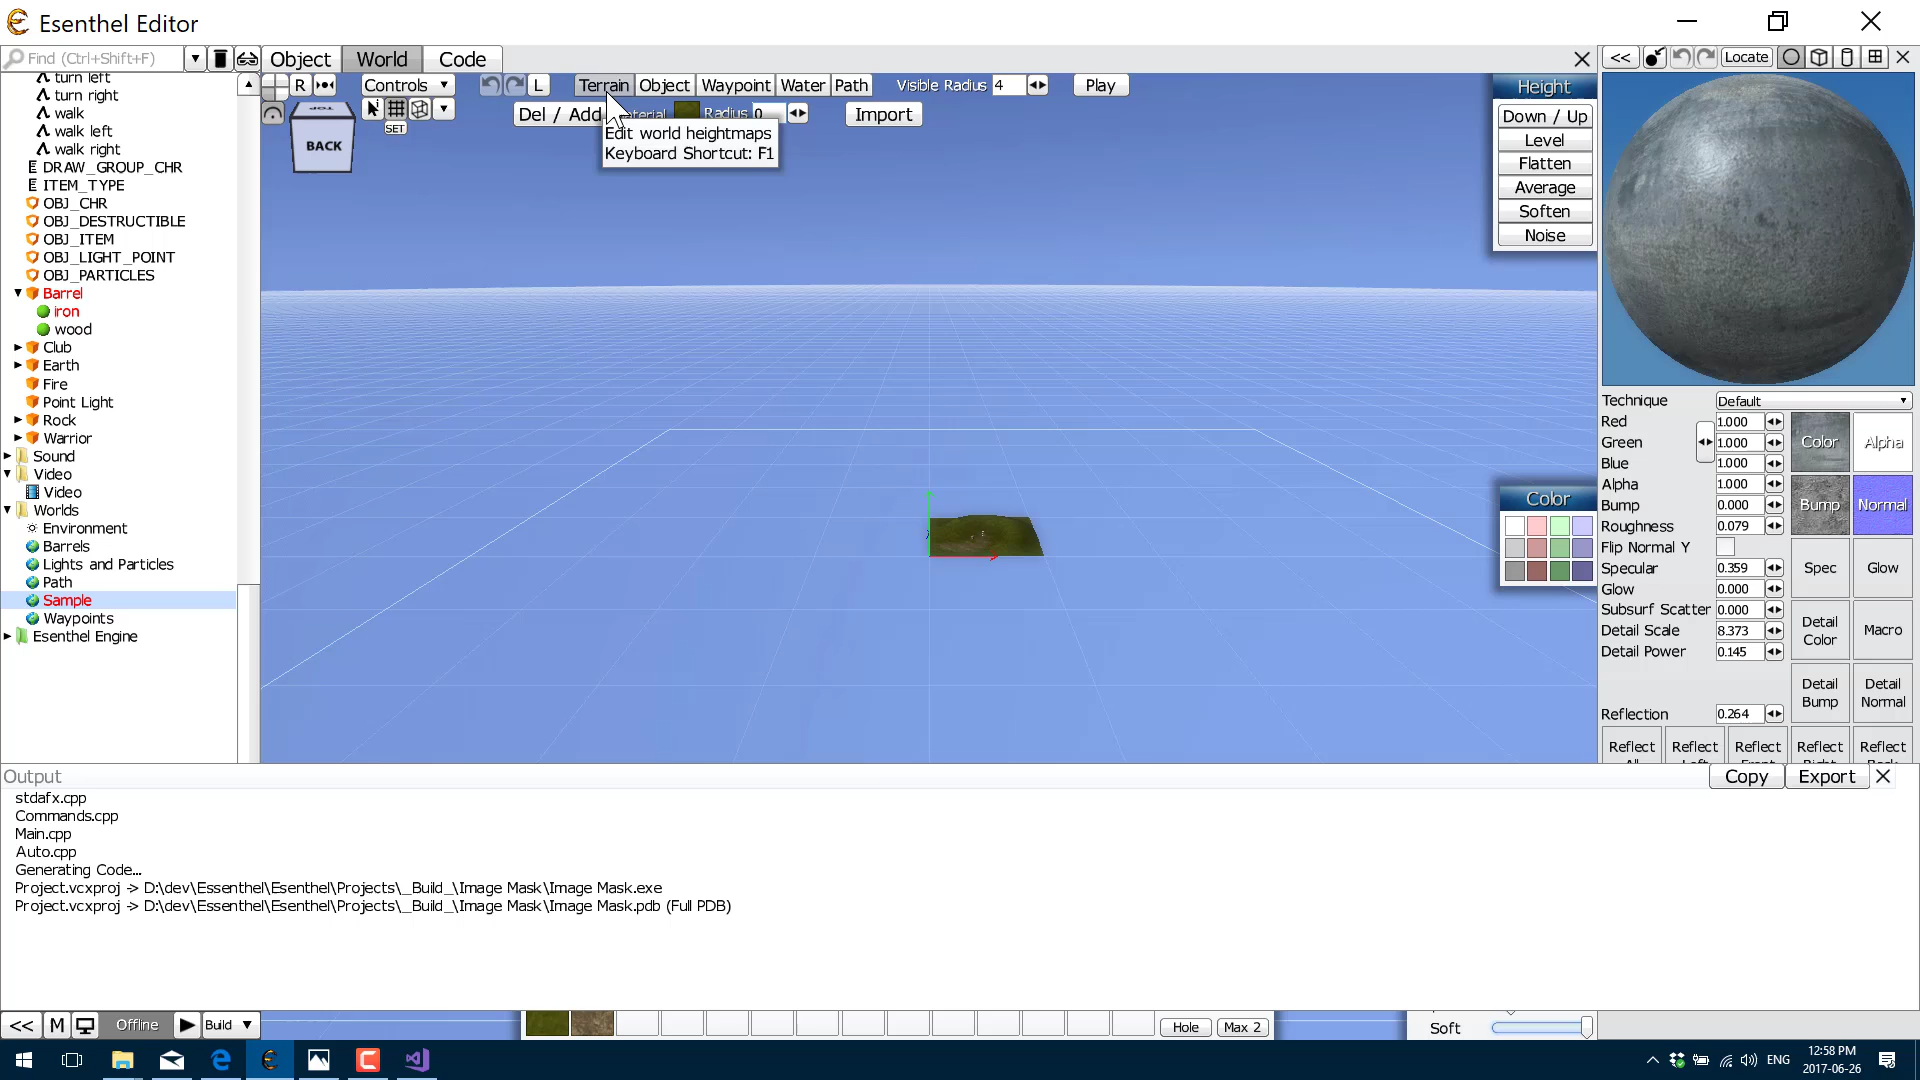 Esenthel Editor
Find (Ctrl+Shift+F)
Object World Code
<< Locate
R Controls L Terrain Object Waypoint Water Path Visible Radius 4 Play
SET
Del / Add Radius 0 Import
Edit world heightmaps
Keyboard Shortcut: F1
TOP
BACK
Height
Down / Up
Level
Flatten
Average
Soften
Noise
turn left
turn right
walk
walk left
walk right
DRAW_GROUP_CHR
ITEM_TYPE
OBJ_CHR
OBJ_DESTRUCTIBLE
OBJ_ITEM
OBJ_LIGHT_POINT
OBJ_PARTICLES
Barrel
iron
wood
Club
Earth
Fire
Point Light
Rock
Warrior
Sound
Video
Video
Worlds
Environment
Barrels
Lights and Particles
Path
Sample
Waypoints
Esenthel Engine
Color
Technique Default
Red 1.000
Green 1.000
Blue 1.000
Alpha 1.000
Bump 0.000
Roughness 0.079
Flip Normal Y
Specular 0.359
Glow 0.000
Subsurf Scatter 0.000
Detail Scale 8.373
Detail Power 0.145
Reflection 0.264
Color Alpha
Bump Normal
Spec Glow
Detail Color Macro
Detail Bump Detail Normal
Reflect Reflect Reflect Reflect Reflect
Output
Copy Export
stdafx.cpp
Commands.cpp
Main.cpp
Auto.cpp
Generating Code...
Project.vcxproj -> D:\dev\Essenthel\Esenthel\Projects\_Build_\Image Mask\Image Mask.exe
Project.vcxproj -> D:\dev\Essenthel\Esenthel\Projects\_Build_\Image Mask\Image Mask.pdb (Full PDB)
<< M Offline Build
Hole Max 2
Soft
ENG
12:58 PM
2017-06-26